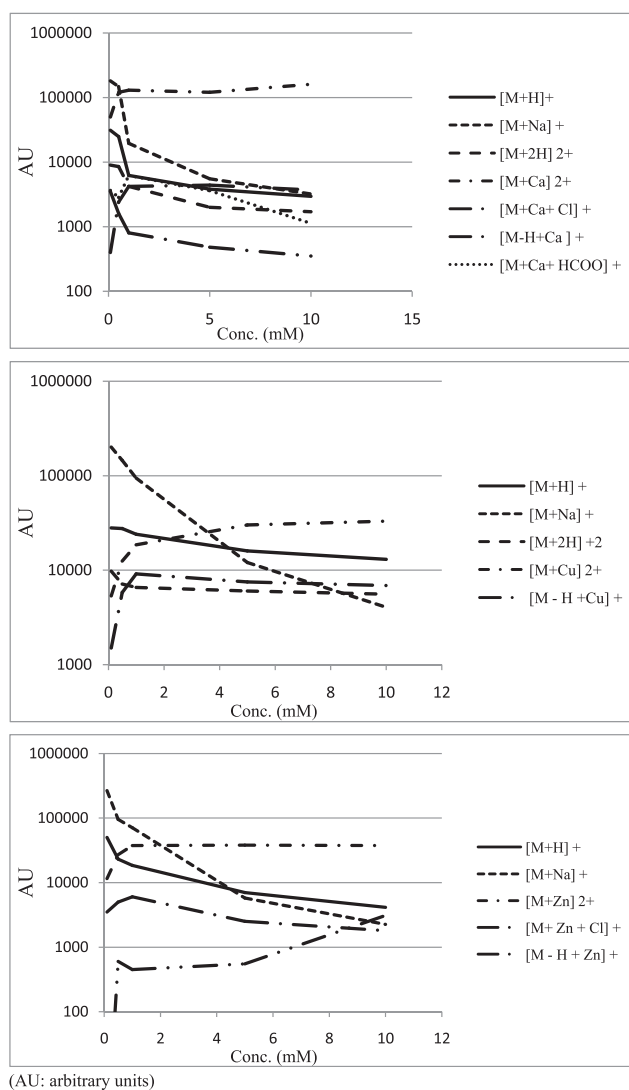 1000000
100000
10000
1000
100
AU
0
5
10
15
Conc. (mM)
[M+H]+
[M+Na] +
[M+2H] 2+
[M+Ca] 2+
[M+Ca+ Cl] +
[M-H+Ca ] +
[M+Ca+ HCOO] +
1000000
100000
10000
1000
AU
0
2
4
6
8
10
12
Conc. (mM)
[M+H] +
[M+Na] +
[M+2H] +2
[M+Cu] 2+
[M - H +Cu] +
1000000
100000
10000
1000
100
AU
0
2
4
6
8
10
12
Conc. (mM)
[M+H] +
[M+Na] +
[M+Zn] 2+
[M+ Zn + Cl] +
[M - H + Zn] +
(AU: arbitrary units)